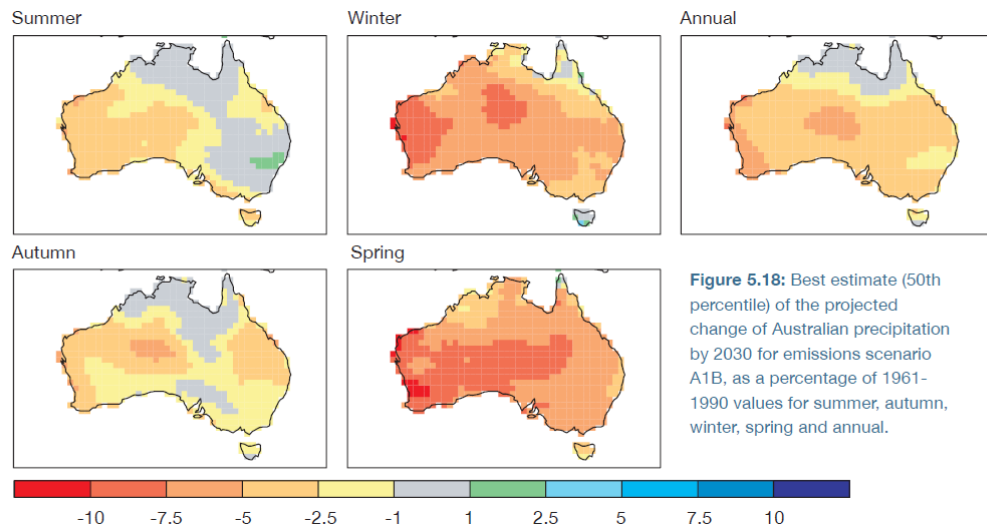 Summer
Winter
Annual
Autumn
Spring
Figure 5.18: Best estimate (50th
percentile) of the projected
change of Australian precipitation
by 2030 for emissions scenario
A1B, as a percentage of 1961-
1990 values for summer, autumn,
winter, spring and annual.
-10 -7.5 -5 -2.5 -1 1 2.5 5 7.5 10